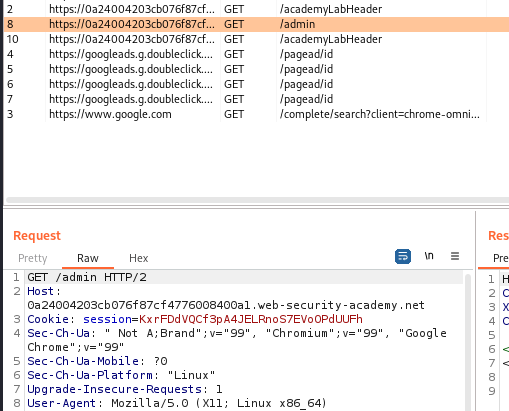 2 https://0a24004203cb076f87cf... GET /academyLabHeader
8 https://0a24004203cb076f87cf... GET /admin
10 https://0a24004203cb076f87cf... GET /academyLabHeader
4 https://googleads.g.doubleclick.... GET /pagead/id
5 https://googleads.g.doubleclick.... GET /pagead/id
6 https://googleads.g.doubleclick.... GET /pagead/id
7 https://googleads.g.doubleclick.... GET /pagead/id
3 https://www.google.com GET /complete/search?client=chrome-omni...
Request
Res
Pretty Raw Hex \n ≡
Pre
1 GET /admin HTTP/2
2 Host:
0a24004203cb076f87cf4776008400a1.web-security-academy.net
3 Cookie: session=KxrFDdVQCf3pA4JELRnoS7EVoOPdUUFh
4 Sec-Ch-Ua: " Not A;Brand";v="99", "Chromium";v="99", "Google
Chrome";v="99"
5 Sec-Ch-Ua-Mobile: ?0
6 Sec-Ch-Ua-Platform: "Linux"
7 Upgrade-Insecure-Requests: 1
8 User-Agent: Mozilla/5.0 (X11; Linux x86_64)
1 H
2 C
3 X
4 C
5
6 <
7 <
8
9